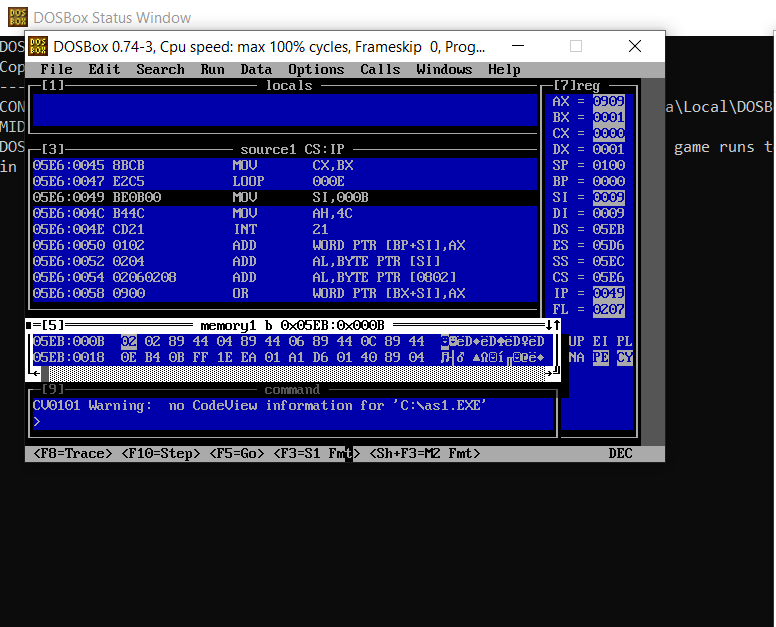 DOSBox Status Window
DOSBox 0.74-3, Cpu speed: max 100% cycles, Frameskip 0, Prog...
File Edit Search Run Data Options Calls Windows Help
[1] locals
[7]reg
AX = 0909
BX = 0001
CX = 0000
DX = 0001
SP = 0100
BP = 0000
SI = 0009
DI = 0009
DS = 05EB
ES = 05D6
SS = 05EC
CS = 05E6
IP = 0049
FL = 0207
UP EI PL
NA PE CY
[3] source1 CS:IP
05E6:0045 8BCB MOV CX,BX
05E6:0047 E2C5 LOOP 000E
05E6:0049 BE0B00 MOV SI,000B
05E6:004C B44C MOV AH,4C
05E6:004E CD21 INT 21
05E6:0050 0102 ADD WORD PTR [BP+SI],AX
05E6:0052 0204 ADD AL,BYTE PTR [SI]
05E6:0054 02060208 ADD AL,BYTE PTR [0802]
05E6:0058 0900 OR WORD PTR [BX+SI],AX
[5] memory1 b 0x05EB:0x000B
05EB:000B 02 02 89 44 04 89 44 06 89 44 0C 89 44 ☻☻ëD♦ëD♠ëD♀ëD
05EB:0018 0E B4 0B FF 1E EA 01 A1 D6 01 40 89 04
[9] command
CV0101 Warning: no CodeView information for 'C:\as1.EXE'
>
<F8=Trace> <F10=Step> <F5=Go> <F3=S1 Fmt> <Sh+F3=M2 Fmt> DEC
DOS
Cop
---
CON a\Local\DOSB
MID
DOS game runs t
in